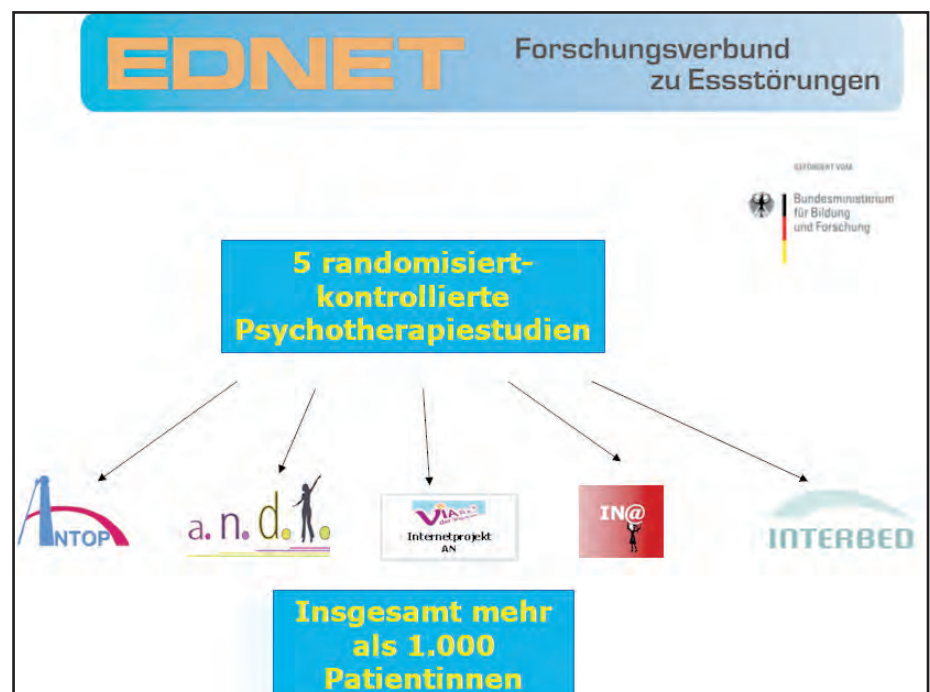 EDNET
Forschungsverbund
zu Essstörungen
GEFÖRDERT VOM
Bundesministerium
für Bildung
und Forschung
5 randomisiert-
kontrollierte
Psychotherapiestudien
ANTOP
a.n.d.i.
VIA
Internetprojekt
AN
IN@
INTERBED
Insgesamt mehr
als 1.000
Patientinnen